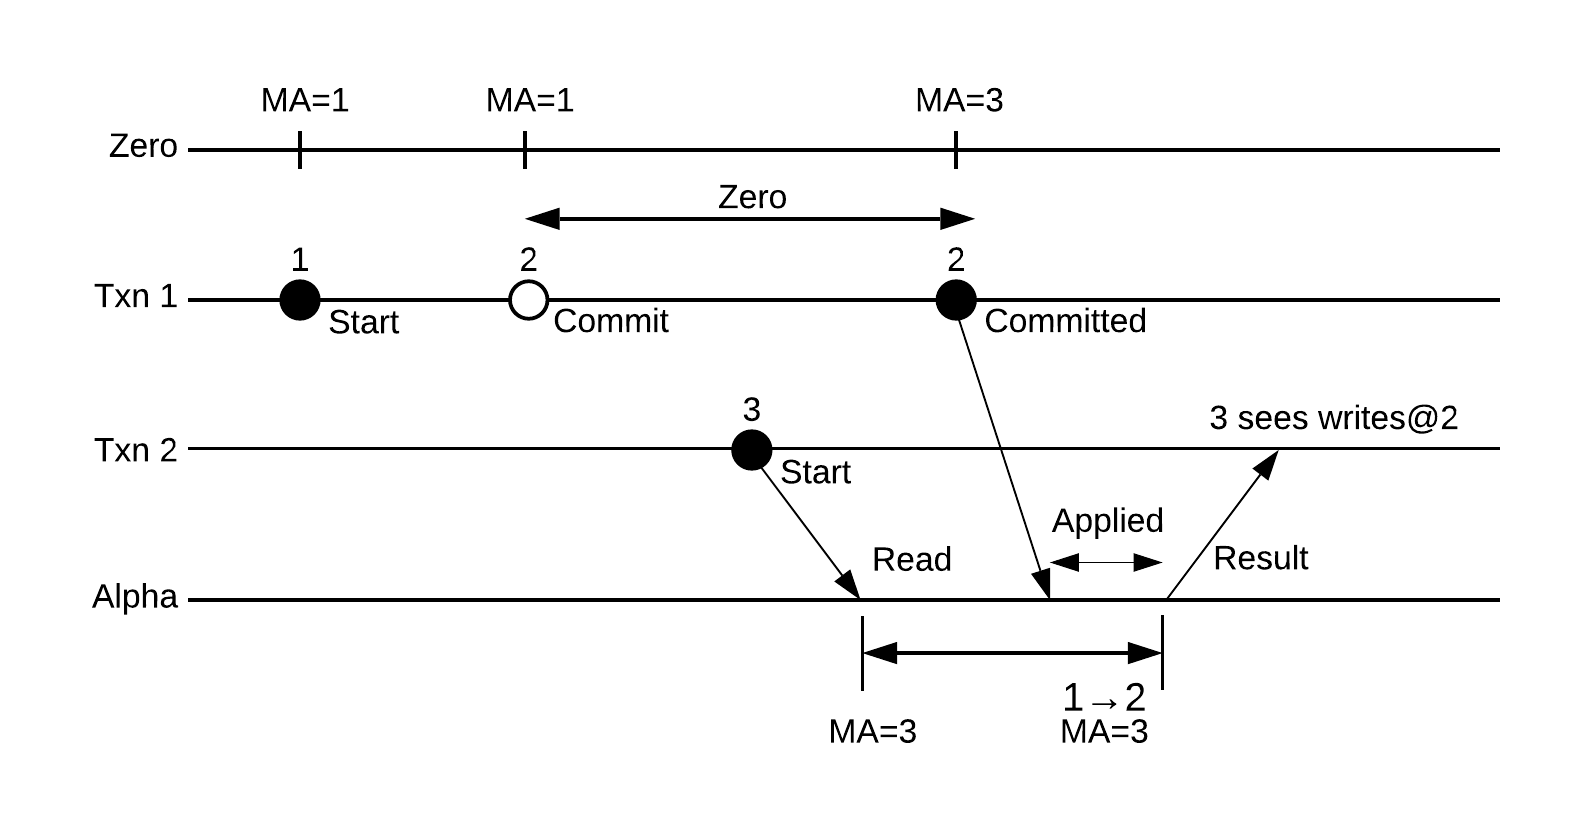 MA=1 MA=1 MA=3
Zero
Zero
1 2 2
Txn 1
Start Commit Committed
3
3 sees writes@2
Txn 2
Start
Applied
Read Result
Alpha
1→2
MA=3 MA=3